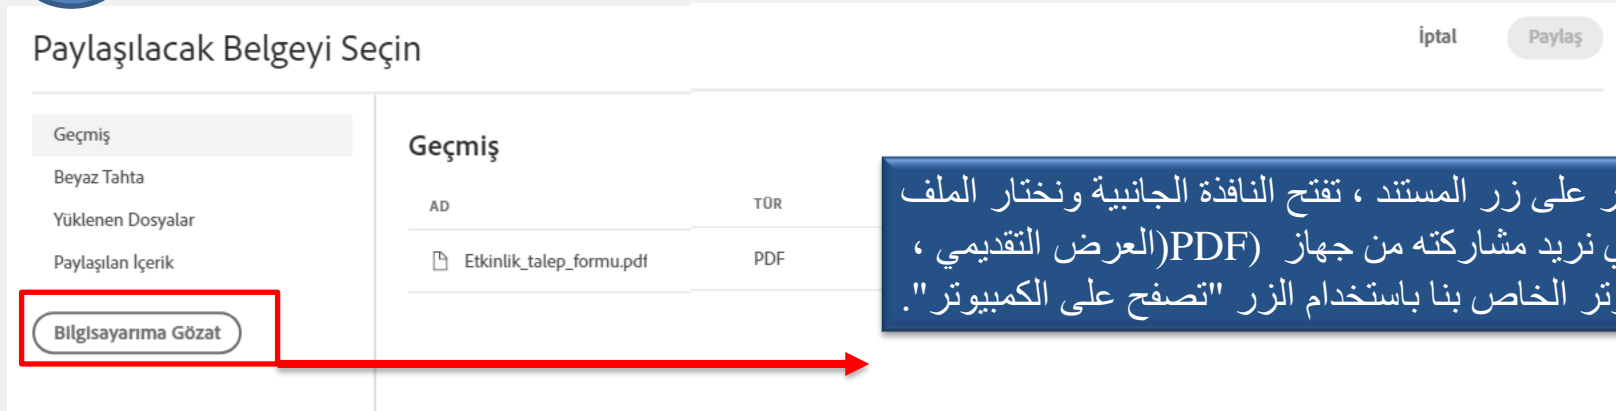 Paylaşılacak Belgeyi Seçin
İptal
Paylaş
Geçmiş
Beyaz Tahta
Yüklenen Dosyalar
Paylaşılan İçerik
Bilgisayarıma Gözat
Geçmiş
AD
TÜR
Etkinlik_talep_formu.pdf
PDF
على زر المستند ، تفتح النافذة الجانبية ونختار الملف
نريد مشاركته من جهاز (PDF(العرض التقديمي ،
الخاص بنا باستخدام الزر "تصفح على الكمبيوتر".